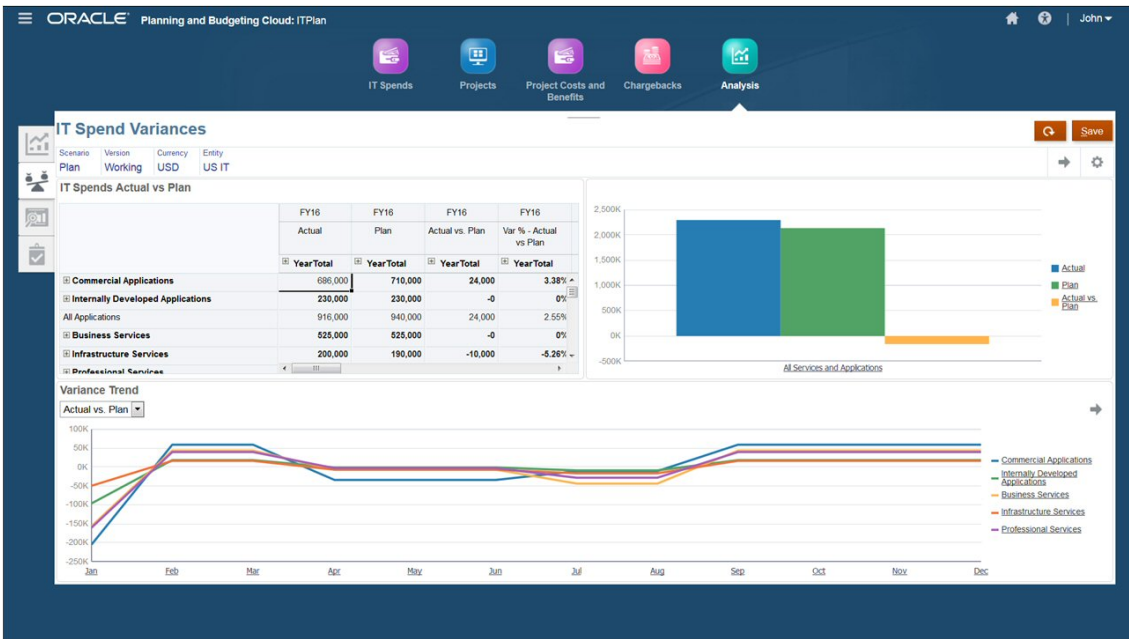 ORACLE Planning and Budgeting Cloud: ITPlan
John
IT Spends
Projects
Project Costs and
Benefits
Chargebacks
Analysis
IT Spend Variances
Save
Scenario Version Currency Entity
Plan Working USD US IT
IT Spends Actual vs Plan
FY16 FY16 FY16 FY16
Actual Plan Actual vs. Plan Var % - Actual
vs Plan
YearTotal YearTotal YearTotal YearTotal
Commercial Applications 686,000 710,000 24,000 3.38%
Internally Developed Applications 230,000 230,000 -0 0%
All Applications 916,000 940,000 24,000 2.55%
Business Services 525,000 525,000 -0 0%
Infrastructure Services 200,000 190,000 -10,000 -5.26%
Professional Services
2,500K
2,000K
1,500K
1,000K
500K
0K
-500K
All Services and Applications
Actual
Plan
Actual vs.
Plan
Variance Trend
Actual vs. Plan
100K
50K
0K
-50K
-100K
-150K
-200K
-250K
Jan Feb Mar Apr May Jun Jul Aug Sep Oct Nov Dec
Commercial Applications
Internally Developed
Applications
Business Services
Infrastructure Services
Professional Services